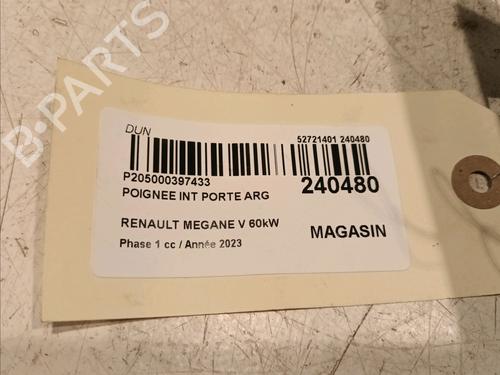 B-PARTS
DUN
52721401 240480
P205000397433
240480
POIGNEE INT PORTE ARG
RENAULT MEGANE V 60kW
MAGASIN
Phase 1 cc / Année 2023